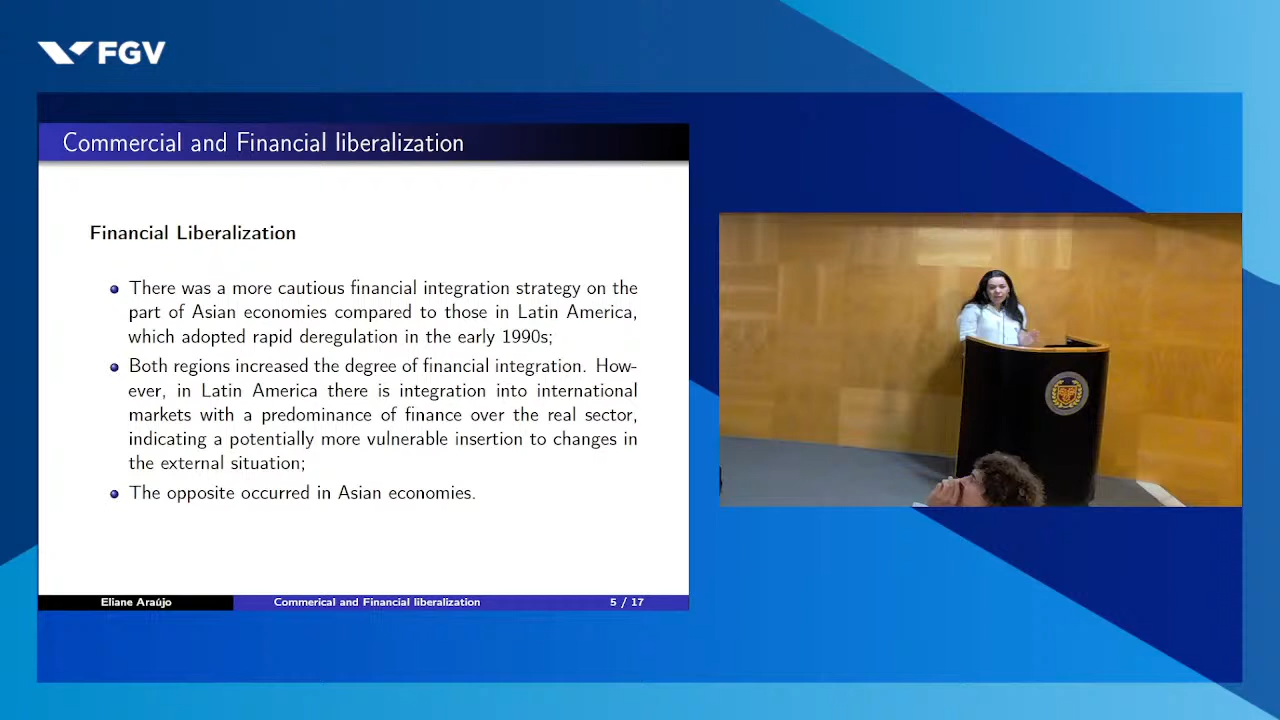 FGV
Commercial and Financial liberalization
Financial Liberalization
There was a more cautious financial integration strategy on the
part of Asian economies compared to those in Latin America,
which adopted rapid deregulation in the early 1990s;
Both regions increased the degree of financial integration. How-
ever, in Latin America there is integration into international
markets with a predominance of finance over the real sector,
indicating a potentially more vulnerable insertion to changes in
the external situation;
The opposite occurred in Asian economies.
Eliane Araújo
Commerical and Financial liberalization
5 / 17